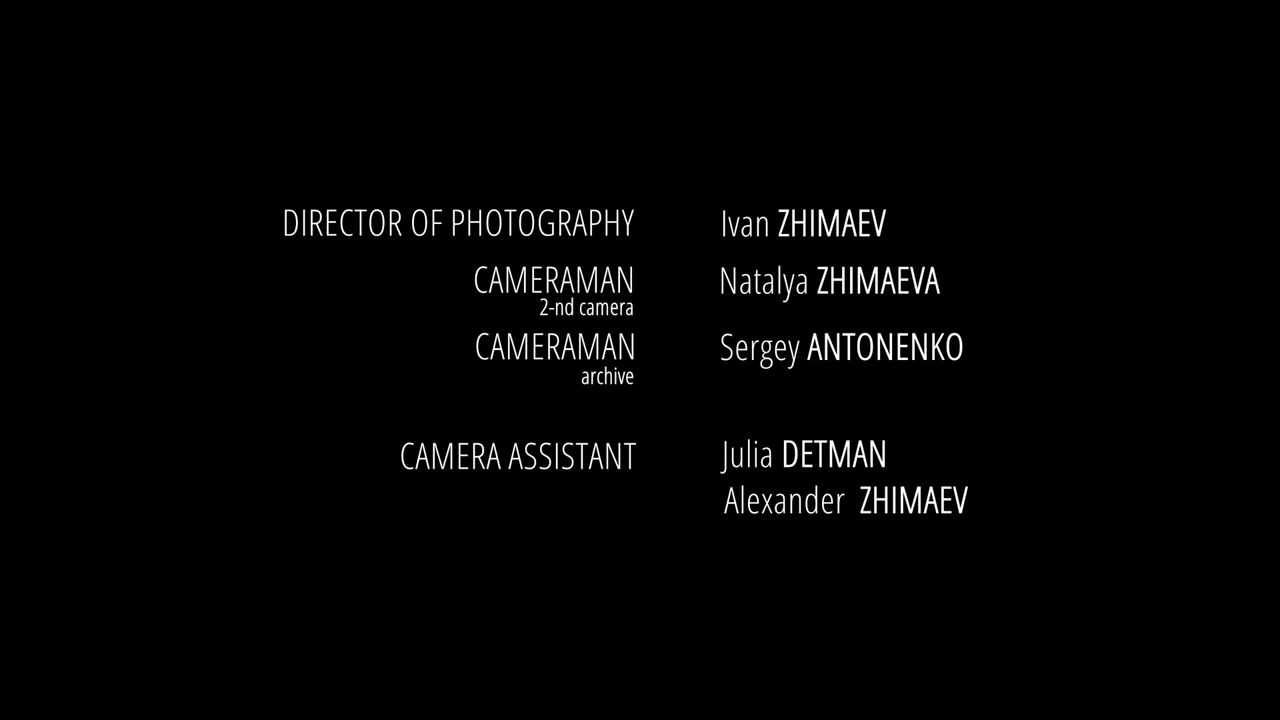 DIRECTOR OF PHOTOGRAPHY Ivan ZHIMAEV
CAMERAMAN Natalya ZHIMAEVA
2-nd camera
CAMERAMAN Sergey ANTONENKO
archive
CAMERA ASSISTANT Julia DETMAN
Alexander ZHIMAEV